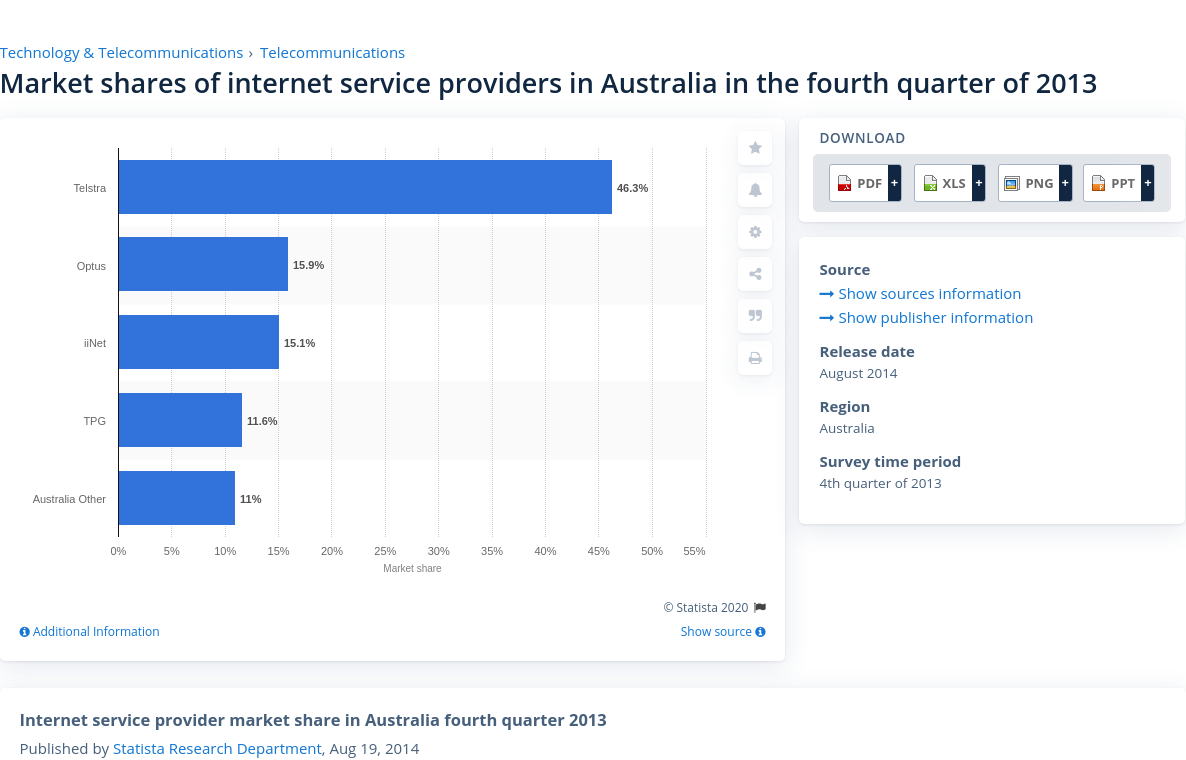 Technology & Telecommunications › Telecommunications
Market shares of internet service providers in Australia in the fourth quarter of 2013
Telstra
46.3%
Optus
15.9%
iiNet
15.1%
TPG
11.6%
Australia Other
11%
0% 5% 10% 15% 20% 25% 30% 35% 40% 45% 50% 55%
Market share
© Statista 2020
Additional Information
Show source
DOWNLOAD
PDF + XLS + PNG + PPT +
Source
Show sources information
Show publisher information
Release date
August 2014
Region
Australia
Survey time period
4th quarter of 2013
Internet service provider market share in Australia fourth quarter 2013
Published by Statista Research Department, Aug 19, 2014